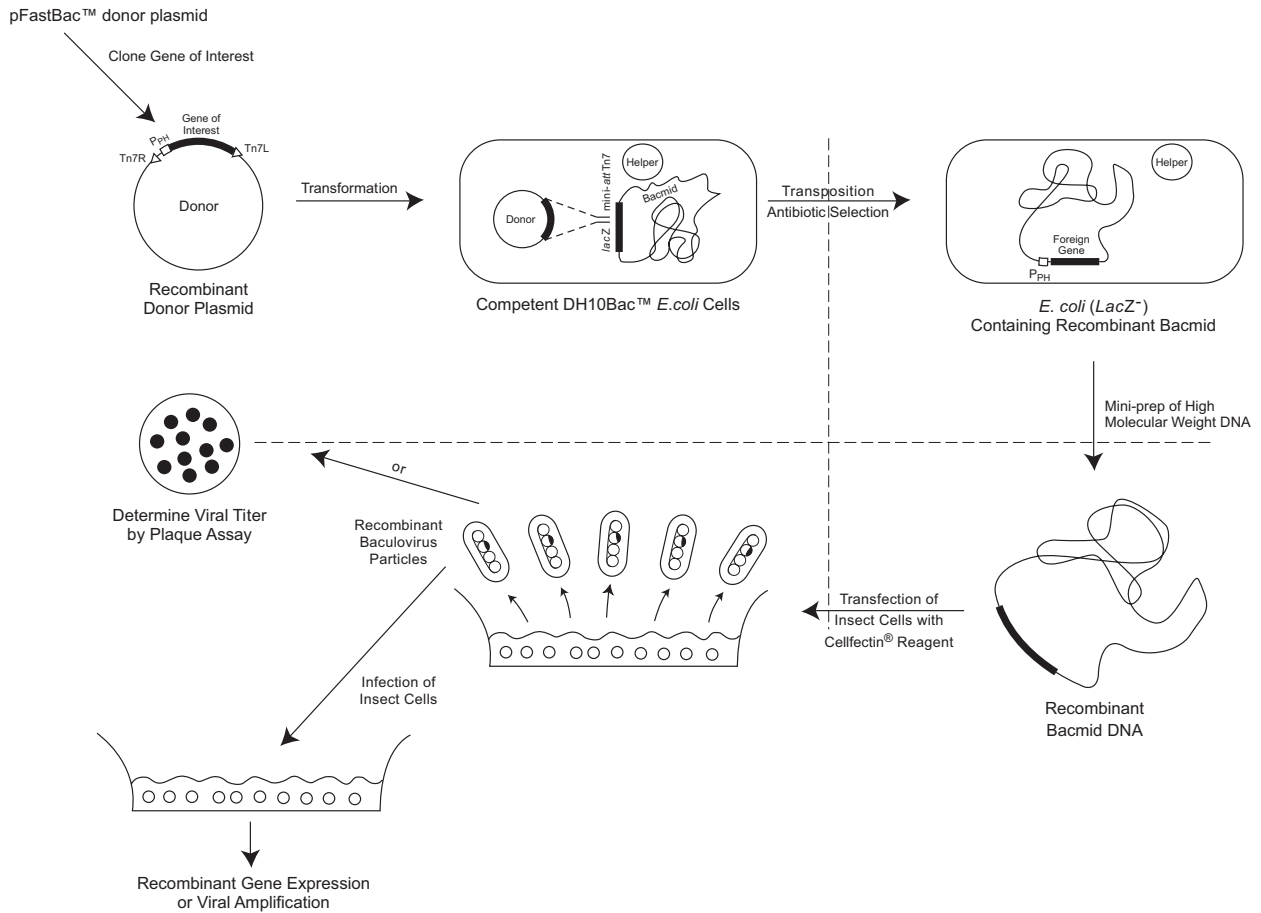 pFastBac™ donor plasmid
Clone Gene of Interest
Gene of
Interest
PPH
Tn7R
Tn7L
Donor
Recombinant
Donor Plasmid
Transformation
Helper
mini-attTn7
lacZ
Bacmid
Donor
Competent DH10Bac™ E.coli Cells
Transposition
Antibiotic Selection
Helper
Foreign
Gene
PPH
E. coli (LacZ-)
Containing Recombinant Bacmid
Mini-prep of High
Molecular Weight DNA
Recombinant
Bacmid DNA
Transfection of
Insect Cells with
Cellfectin® Reagent
Recombinant
Baculovirus
Particles
or
Determine Viral Titer
by Plaque Assay
Infection of
Insect Cells
Recombinant Gene Expression
or Viral Amplification